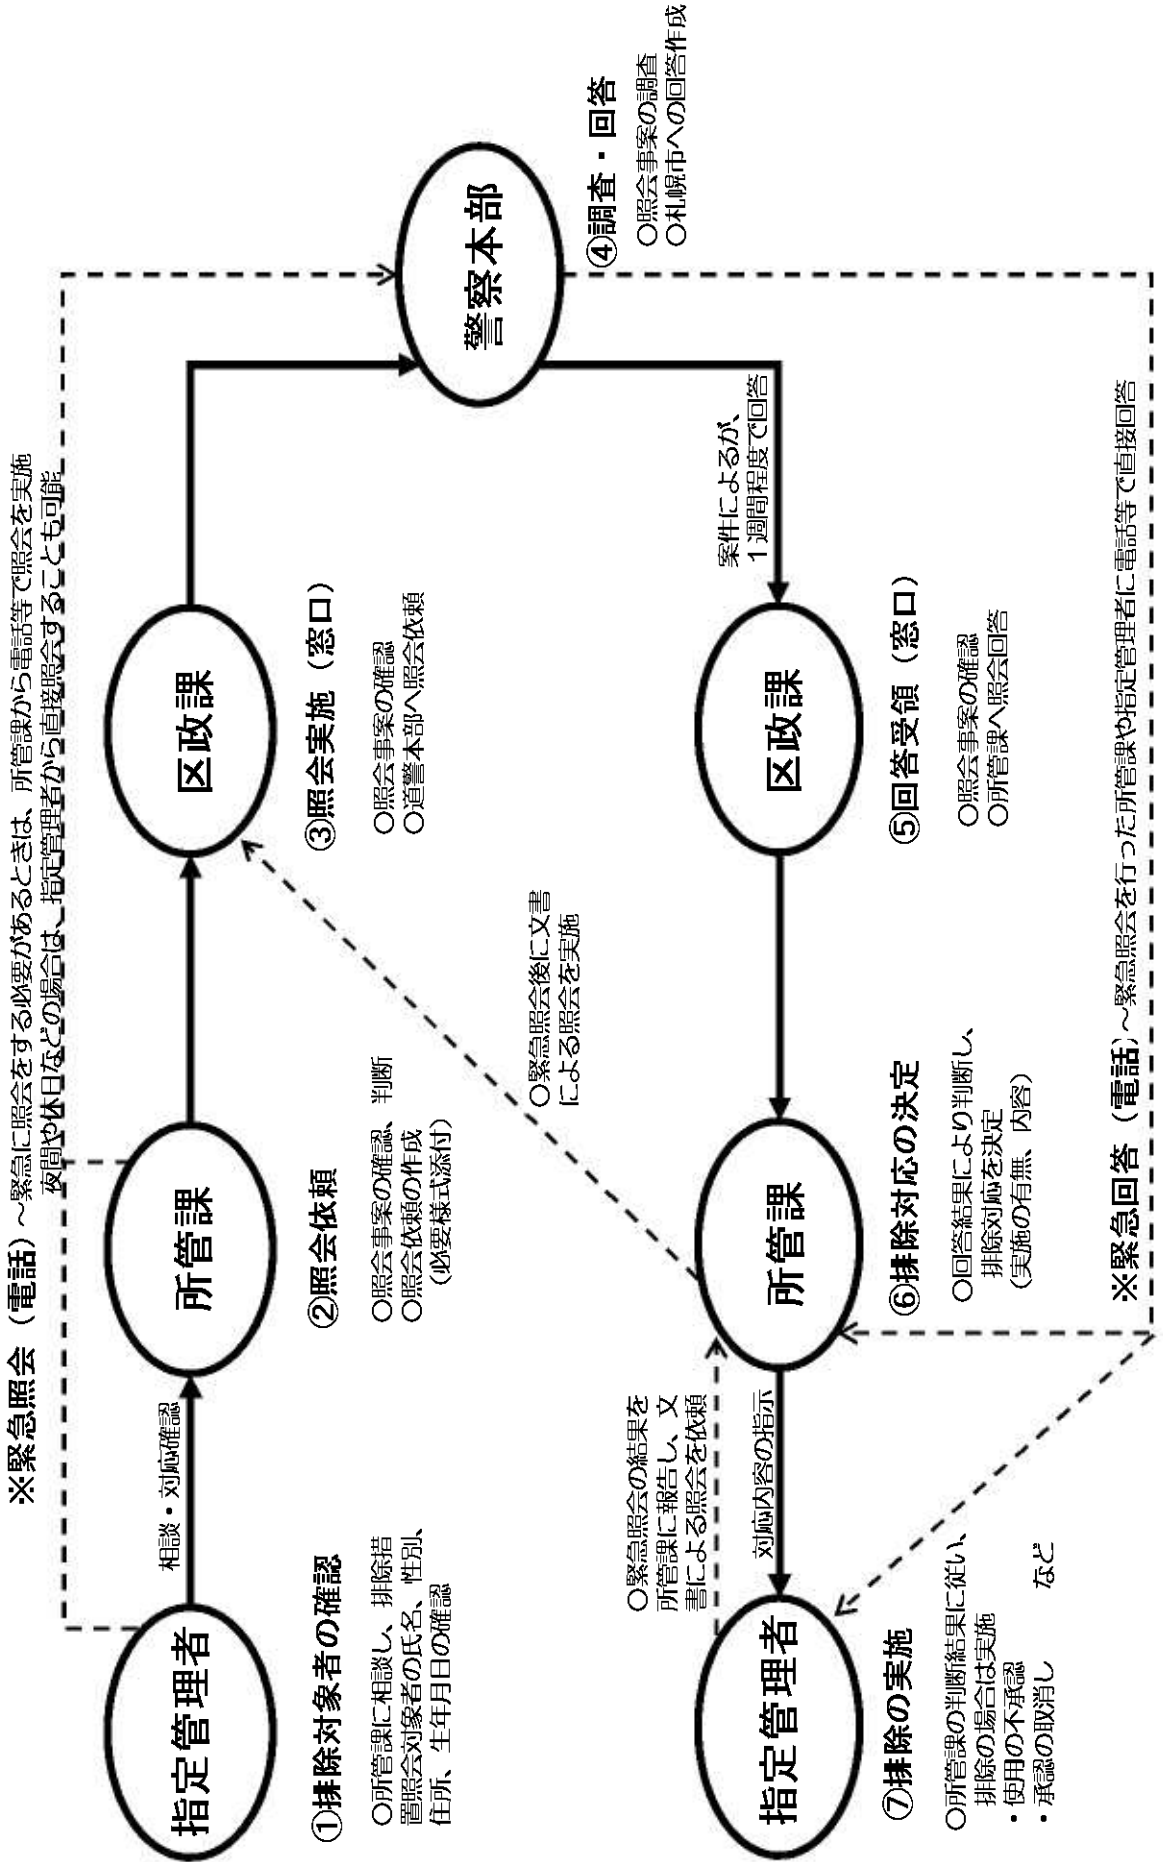 ※緊急照会（電話）～緊急に照会をする必要があるときは、所管課から電話等で照会を実施
夜間や休日などの場合は、指定管理者から直接照会することも可能
指定管理者
相談・対応確認
所管課
区政課
警察本部
①排除対象者の確認
○所管課に相談し、排除措
置照会対象者の氏名、性別、
住所、生年月日の確認
②照会依頼
○照会事案の確認、判断
○照会依頼の作成
（必要様式添付）
③照会実施（窓口）
○照会事案の確認
○道警本部へ照会依頼
④調査・回答
○照会事案の調査
○札幌市への回答作成
○緊急照会後に文書
による照会を実施
案件によるが、
１週間程度で回答
○緊急照会の結果を
所管課に報告し、文
書による照会を依頼
対応内容の指示
指定管理者
所管課
区政課
⑦排除の実施
○所管課の判断結果に従い、
排除の場合は実施
・使用の不承認
・承認の取消し　　など
⑥排除対応の決定
○回答結果により判断し、
排除対応を決定
（実施の有無、内容）
⑤回答受領（窓口）
○照会事案の確認
○所管課へ照会回答
※緊急回答（電話）～緊急照会を行った所管課や指定管理者に電話等で直接回答